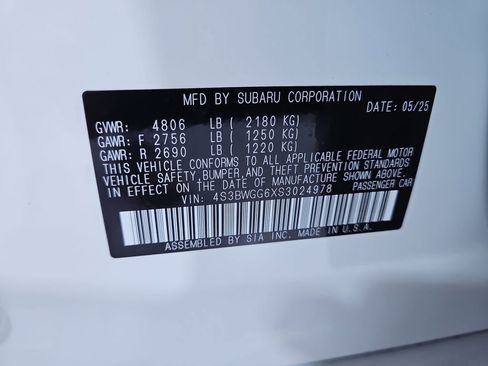 MFD BY SUBARU CORPORATION
DATE: 05/25
GVWR: 4806 LB ( 2180 KG)
GAWR: F 2756 LB ( 1250 KG)
GAWR: R 2690 LB ( 1220 KG)
THIS VEHICLE CONFORMS TO ALL APPLICABLE FEDERAL MOTOR
VEHICLE SAFETY, BUMPER, AND THEFT PREVENTION STANDARDS
IN EFFECT ON THE DATE OF MANUFACTURE SHOWN ABOVE.
VIN: 4S3BWGG6XS3024978 PASSENGER CAR
ASSEMBLED BY SIA INC. MADE IN U.S.A.